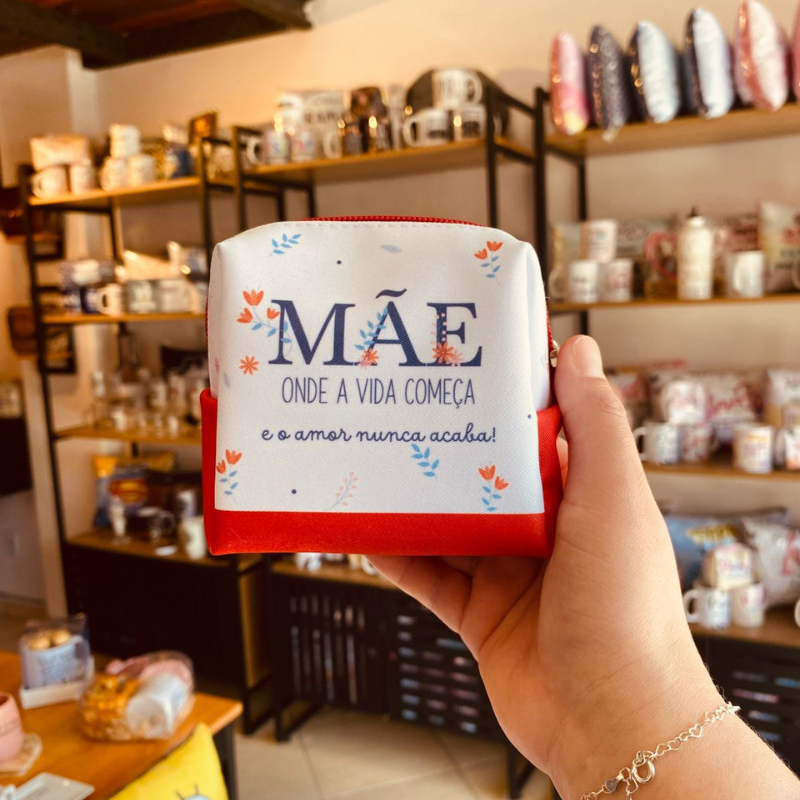 MÃE
ONDE A VIDA COMEÇA
e o amor nunca acaba!